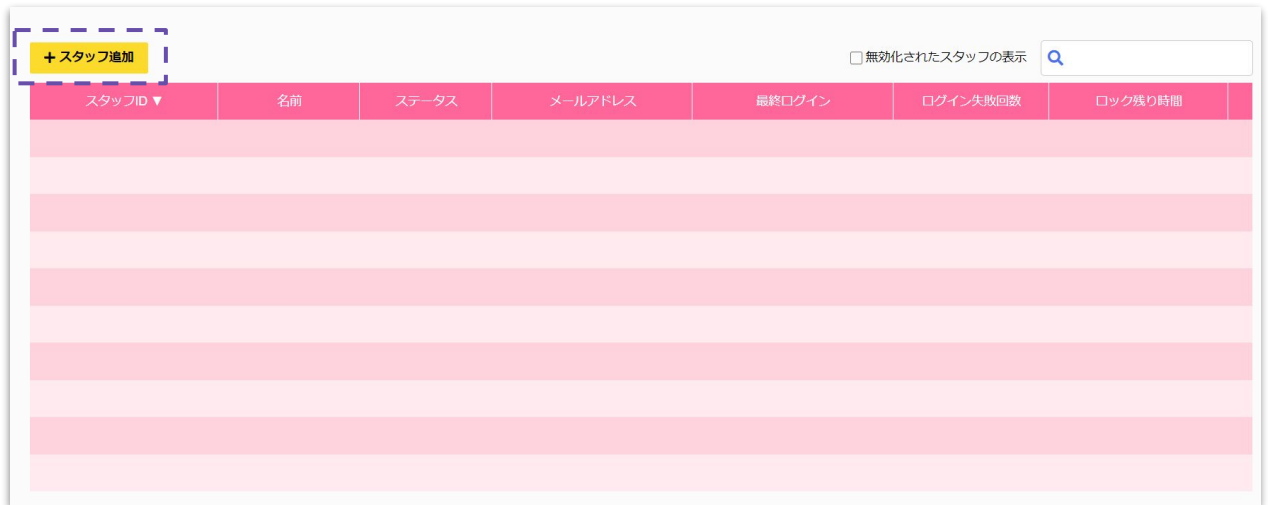 + スタッフ追加
無効化されたスタッフの表示
スタッフID ▼ 名前 ステータス メールアドレス 最終ログイン ログイン失敗回数 ロック残り時間